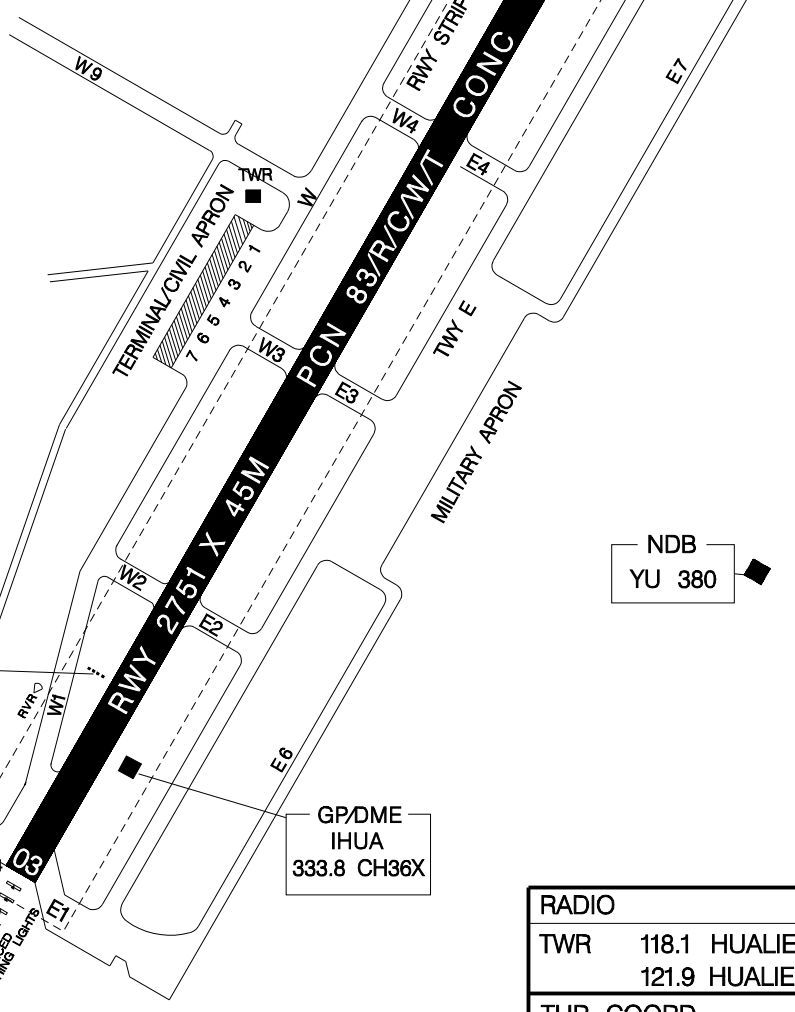 W9
RWY STRIP
CONC
E7
W4
E4
TWR
W
TERMINAL/CIVIL APRON
1
2
3
4
5
6
7
PCN 83/R/C/W/T
TWY E
W3
E3
MILITARY APRON
RWY 2751 X 45M
NDB
YU 380
W2
E2
RVR
W1
E6
GP/DME
IHUA
333.8 CH36X
03
E1
LIGHTS
RADIO
TWR 118.1 HUALIE
121.9 HUALIE